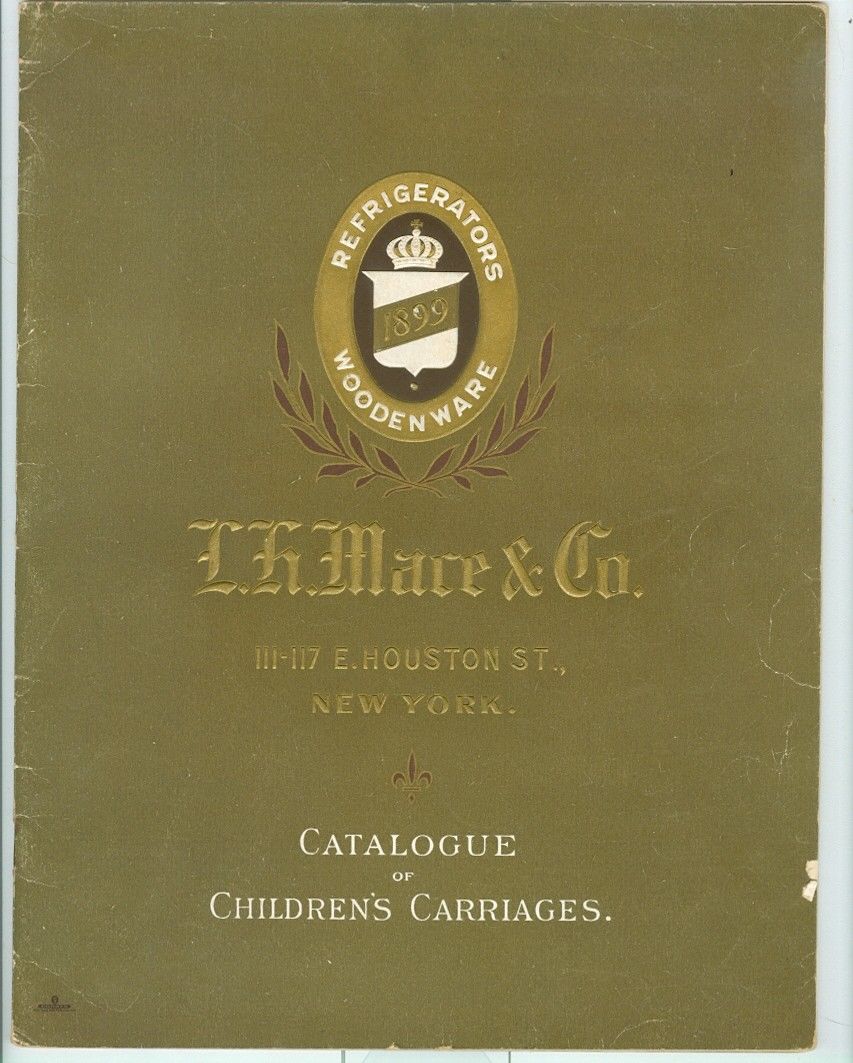 REFRIGERATORS
1899
WOODENWARE
L.H.Mace & Co.
111-117 E. HOUSTON ST.,
NEW YORK.
CATALOGUE
OF
CHILDREN'S CARRIAGES.